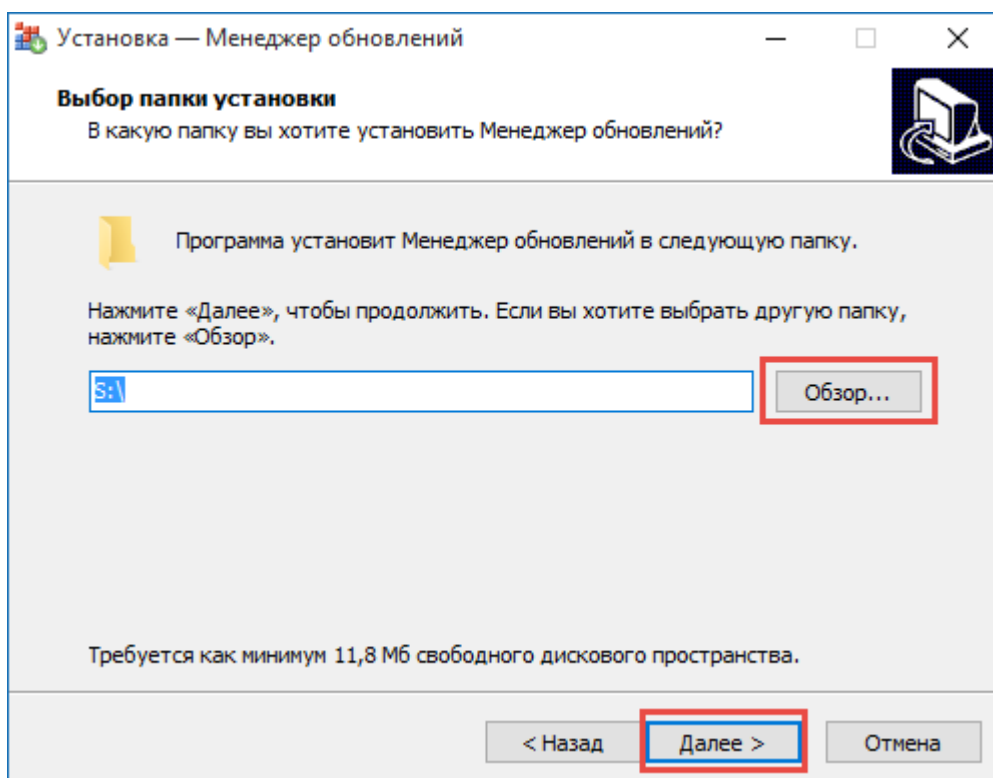 Установка — Менеджер обновлений
Выбор папки установки
В какую папку вы хотите установить Менеджер обновлений?
Программа установит Менеджер обновлений в следующую папку.
Нажмите «Далее», чтобы продолжить. Если вы хотите выбрать другую папку,
нажмите «Обзор».
S:\
Обзор...
Требуется как минимум 11,8 Мб свободного дискового пространства.
< Назад
Далее >
Отмена